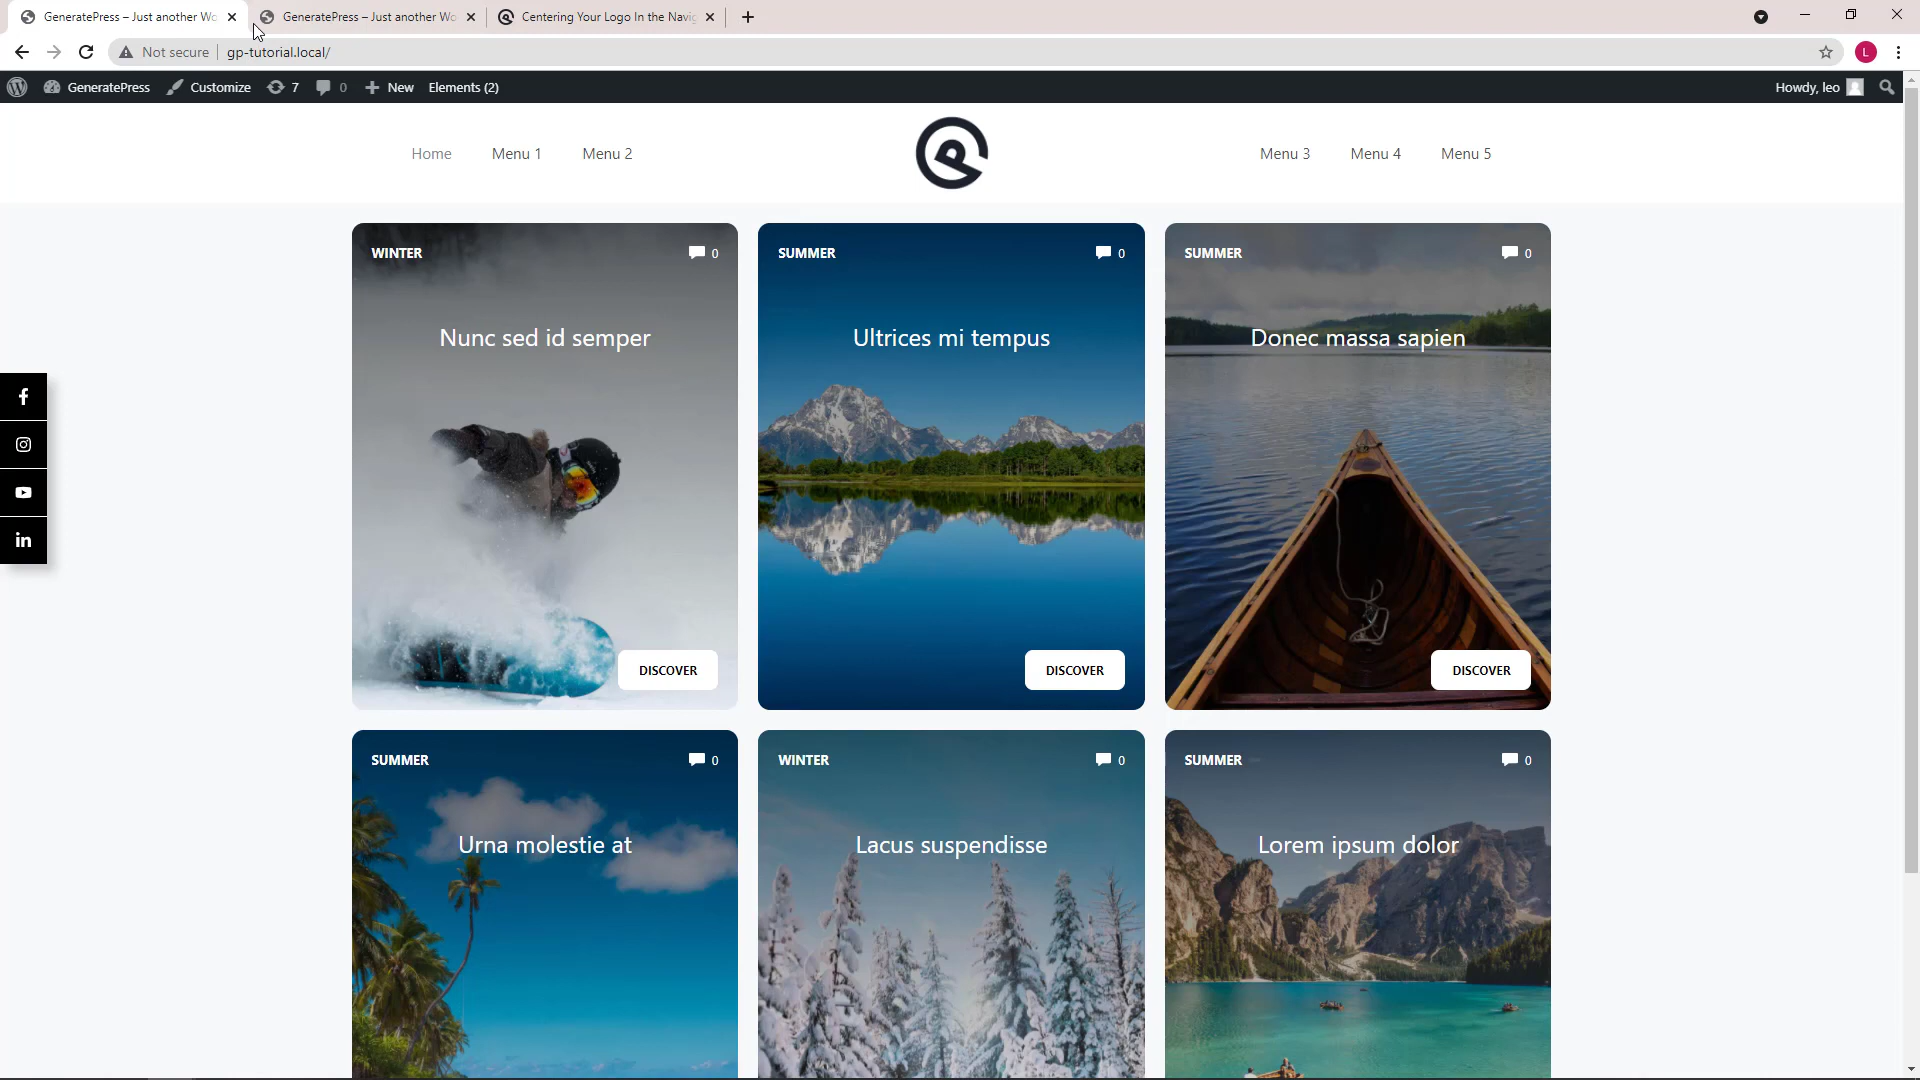 GeneratePress – Just another Wo
GeneratePress – Just another Wo
Centering Your Logo In the Navig
Not secure
gp-tutorial.local/
L
GeneratePress
Customize
7
0
New
Elements (2)
Howdy, leo
Home
Menu 1
Menu 2
Menu 3
Menu 4
Menu 5
WINTER
0
SUMMER
0
SUMMER
0
Nunc sed id semper
Ultrices mi tempus
Donec massa sapien
DISCOVER
DISCOVER
DISCOVER
SUMMER
0
WINTER
0
SUMMER
0
Urna molestie at
Lacus suspendisse
Lorem ipsum dolor